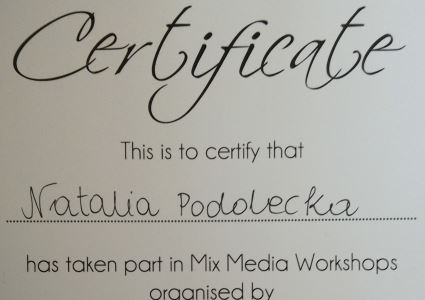 Certificate
This is to certify that
Natalia Podolecka
has taken part in Mix Media Workshops
organised by